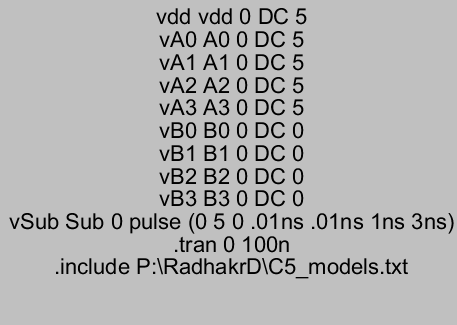 vdd vdd 0 DC 5
vA0 A0 0 DC 5
vA1 A1 0 DC 5
vA2 A2 0 DC 5
vA3 A3 0 DC 5
vB0 B0 0 DC 0
vB1 B1 0 DC 0
vB2 B2 0 DC 0
vB3 B3 0 DC 0
vSub Sub 0 pulse (0 5 0 .01ns .01ns 1ns 3ns)
.tran 0 100n
.include P:\RadhakrD\C5_models.txt